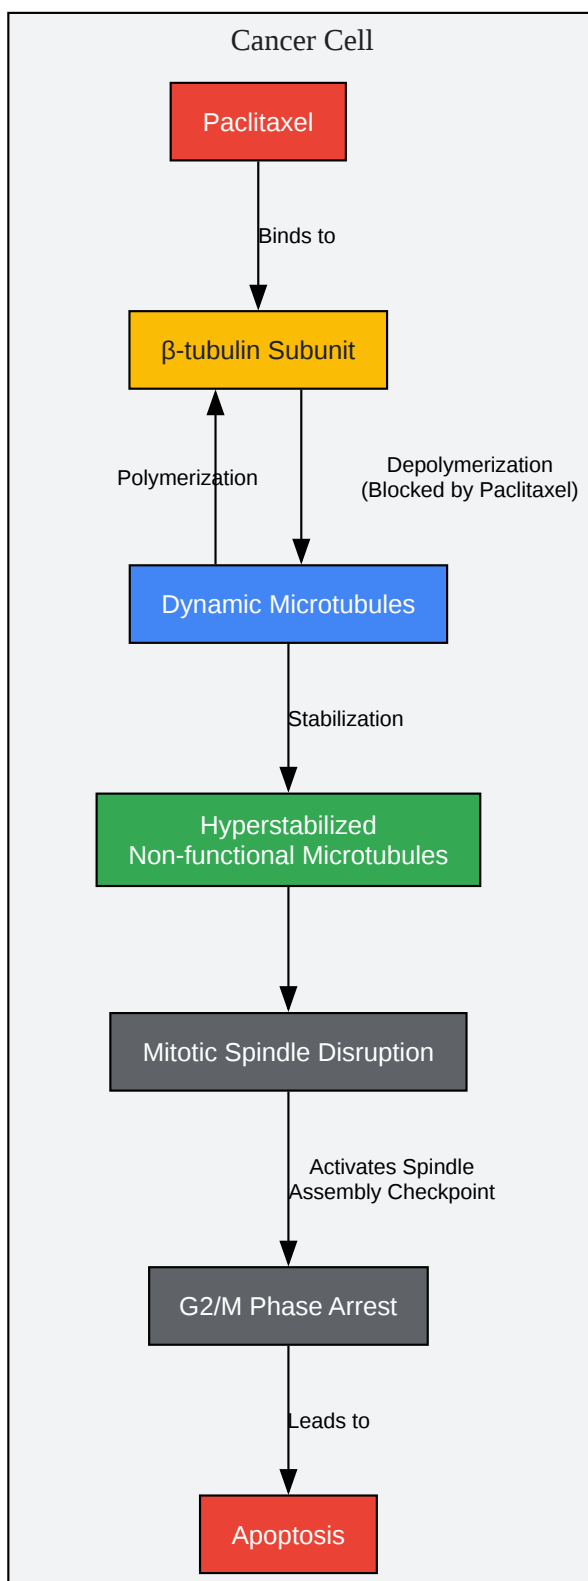 Cancer Cell
Paclitaxel
Binds to
β-tubulin Subunit
Polymerization
Depolymerization
(Blocked by Paclitaxel)
Dynamic Microtubules
Stabilization
Hyperstabilized
Non-functional Microtubules
Mitotic Spindle Disruption
Activates Spindle
Assembly Checkpoint
G2/M Phase Arrest
Leads to
Apoptosis